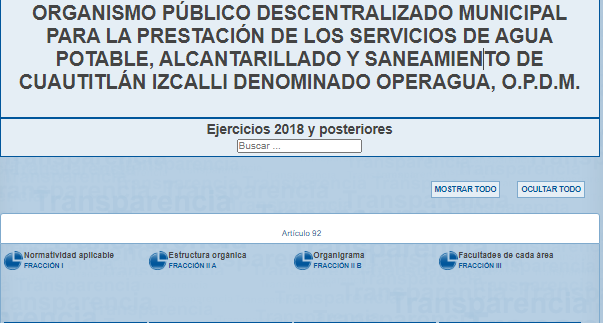 ORGANISMO PÚBLICO DESCENTRALIZADO MUNICIPAL
PARA LA PRESTACIÓN DE LOS SERVICIOS DE AGUA
POTABLE, ALCANTARILLADO Y SANEAMIENTO DE
CUAUTITLÁN IZCALLI DENOMINADO OPERAGUA, O.P.D.M.
Ejercicios 2018 y posteriores
Buscar ...
MOSTRAR TODO OCULTAR TODO
Transparencia
Artículo 92
Normatividad aplicable Estructura orgánica Organigrama Facultades de cada área
FRACCIÓN I FRACCIÓN II A FRACCIÓN II B FRACCIÓN III